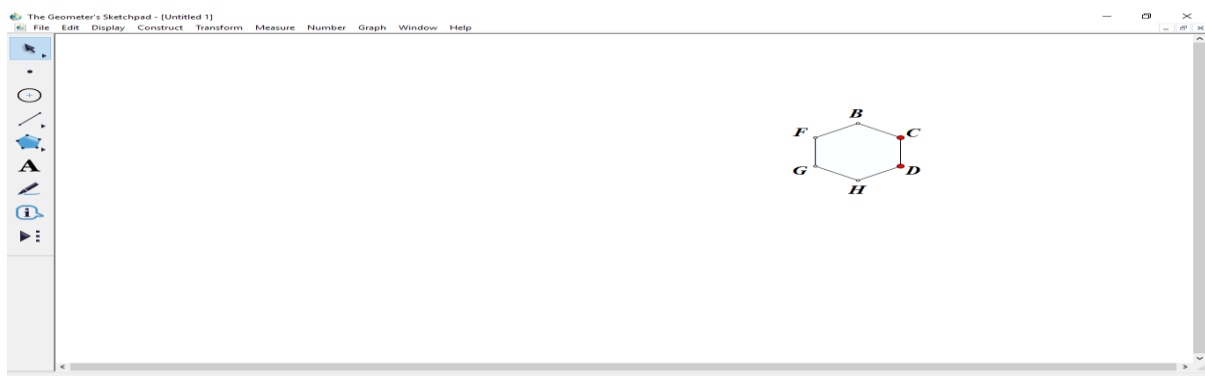 The Geometer's Sketchpad - [Untitled 1]
File Edit Display Construct Transform Measure Number Graph Window Help
A
B
F C
G D
H